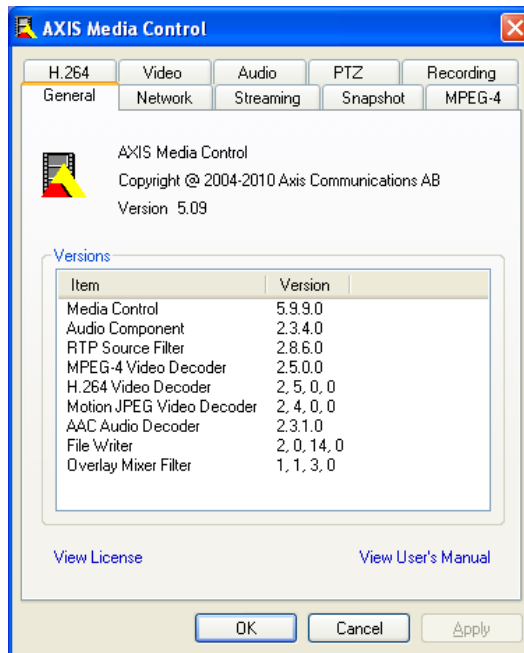 AXIS Media Control
H.264 Video Audio PTZ Recording
General Network Streaming Snapshot MPEG-4
AXIS Media Control
Copyright @ 2004-2010 Axis Communications AB
Version 5.09
Versions
Item Version
Media Control 5.9.9.0
Audio Component 2.3.4.0
RTP Source Filter 2.8.6.0
MPEG-4 Video Decoder 2.5.0.0
H.264 Video Decoder 2, 5, 0, 0
Motion JPEG Video Decoder 2, 4, 0, 0
AAC Audio Decoder 2.3.1.0
File Writer 2, 0, 14, 0
Overlay Mixer Filter 1, 1, 3, 0
View License View User's Manual
OK Cancel Apply